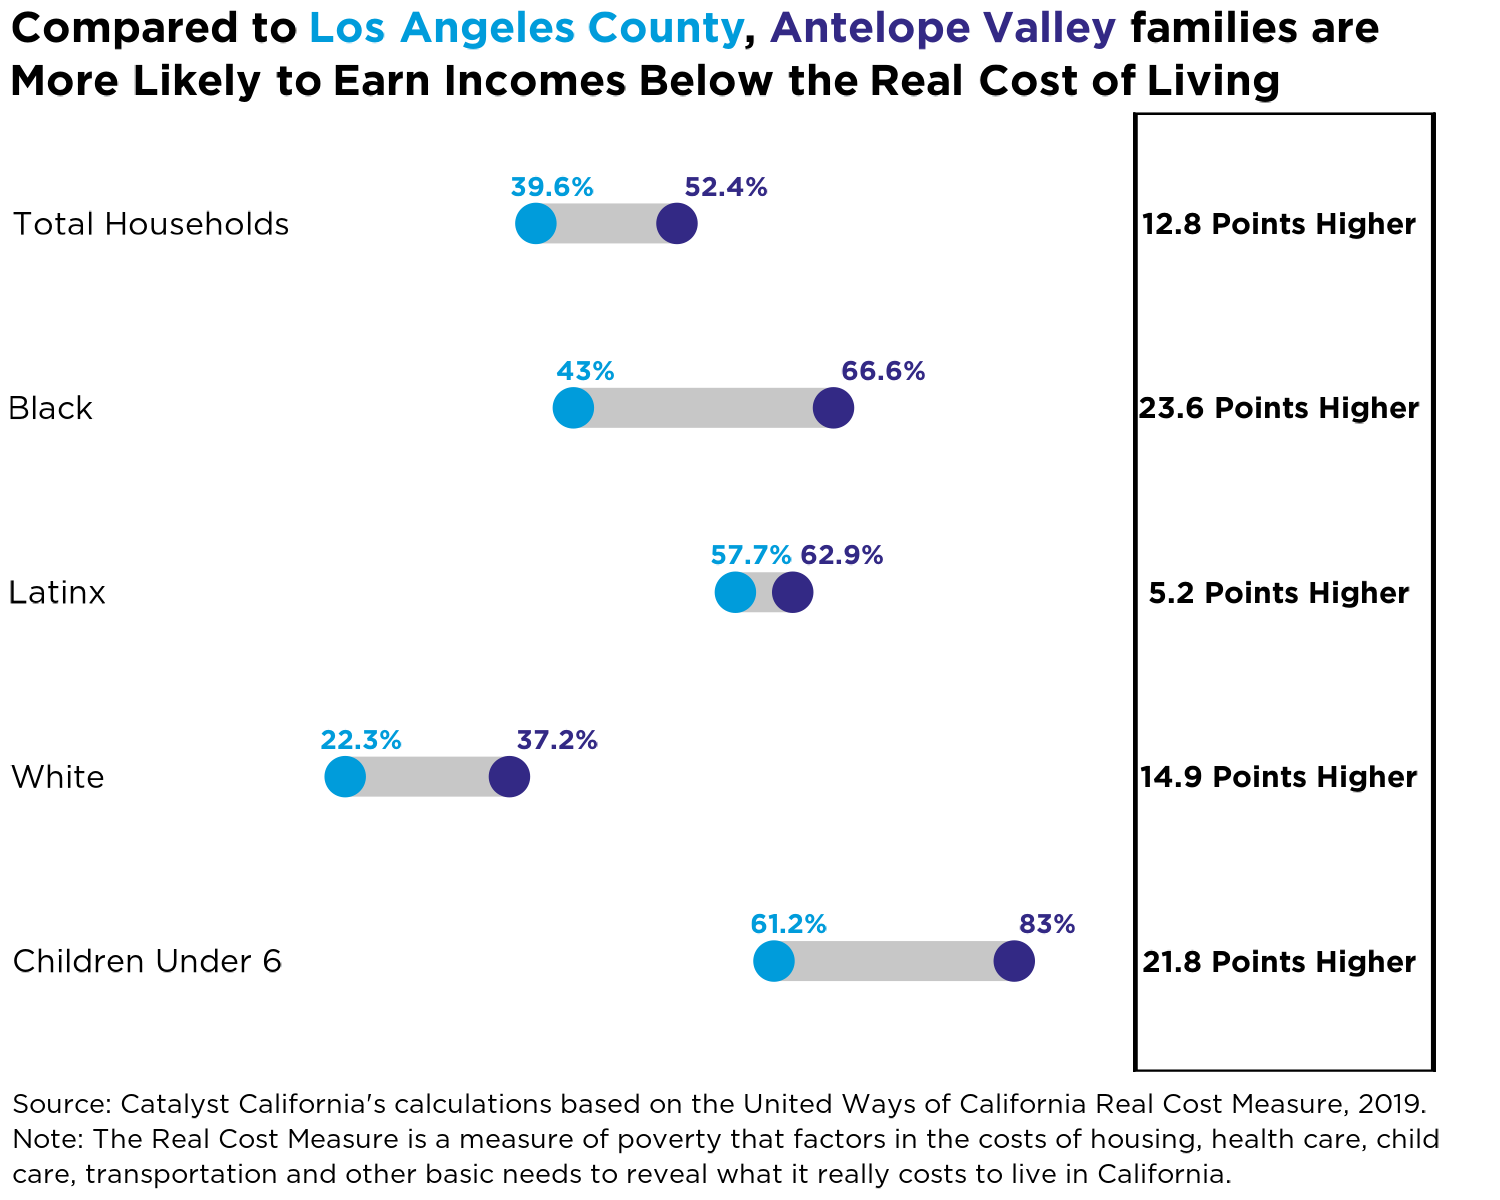 Compared to Los Angeles County, Antelope Valley families are
More Likely to Earn Incomes Below the Real Cost of Living
39.6% 52.4%
Total Households 12.8 Points Higher
43% 66.6%
Black 23.6 Points Higher
57.7% 62.9%
Latinx 5.2 Points Higher
22.3% 37.2%
White 14.9 Points Higher
61.2% 83%
Children Under 6 21.8 Points Higher
Source: Catalyst California's calculations based on the United Ways of California Real Cost Measure, 2019.
Note: The Real Cost Measure is a measure of poverty that factors in the costs of housing, health care, child
care, transportation and other basic needs to reveal what it really costs to live in California.